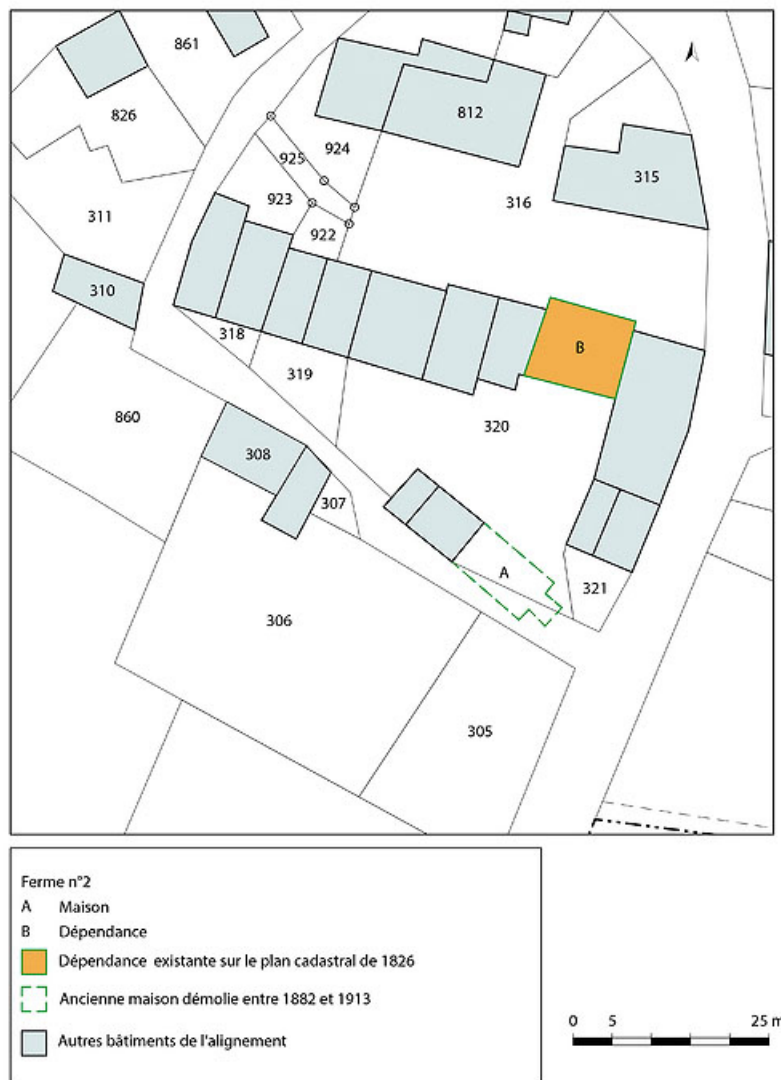 861
826
812
924
925
315
923
316
311
922
310
318
B
319
320
860
308
307
A
321
306
305
Ferme n°2
A Maison
B Dépendance
Dépendance existante sur le plan cadastral de 1826
Ancienne maison démolie entre 1882 et 1913
Autres bâtiments de l'alignement
0 5 25 m